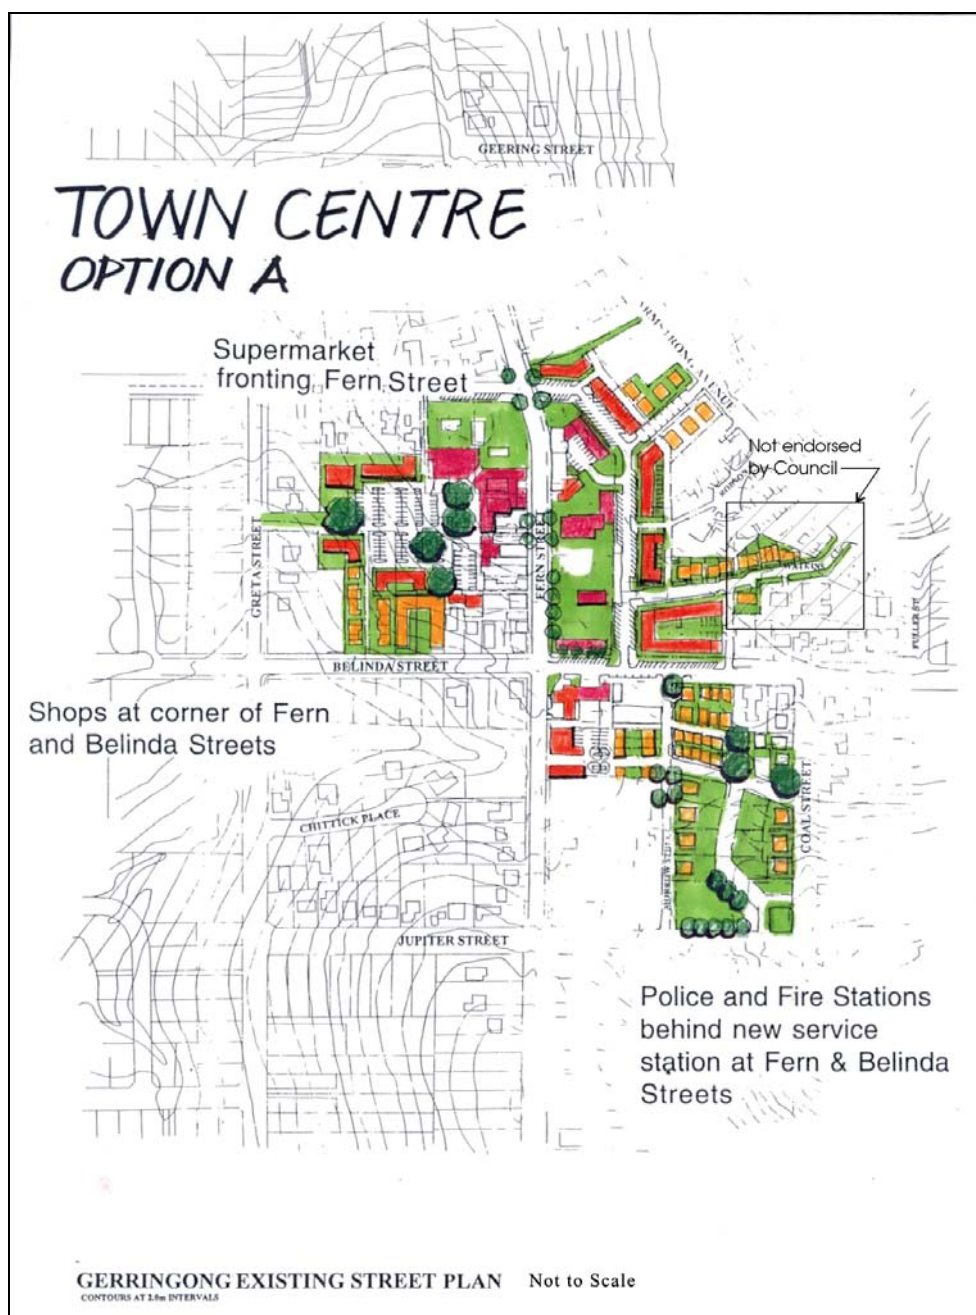 GEERING STREET
TOWN CENTRE
OPTION A
ARMSTRONG AVENUE
Supermarket
fronting Fern Street
Not endorsed
by Council
GRETA STREET
FERN STREET
WATKINS
FULLER ST
BELINDA STREET
Shops at corner of Fern
and Belinda Streets
CHITTICK PLACE
COAL STREET
JUPITER STREET
Police and Fire Stations
behind new service
station at Fern & Belinda
Streets
GERRINGONG EXISTING STREET PLAN Not to Scale
CONTOURS AT 2.0m INTERVALS